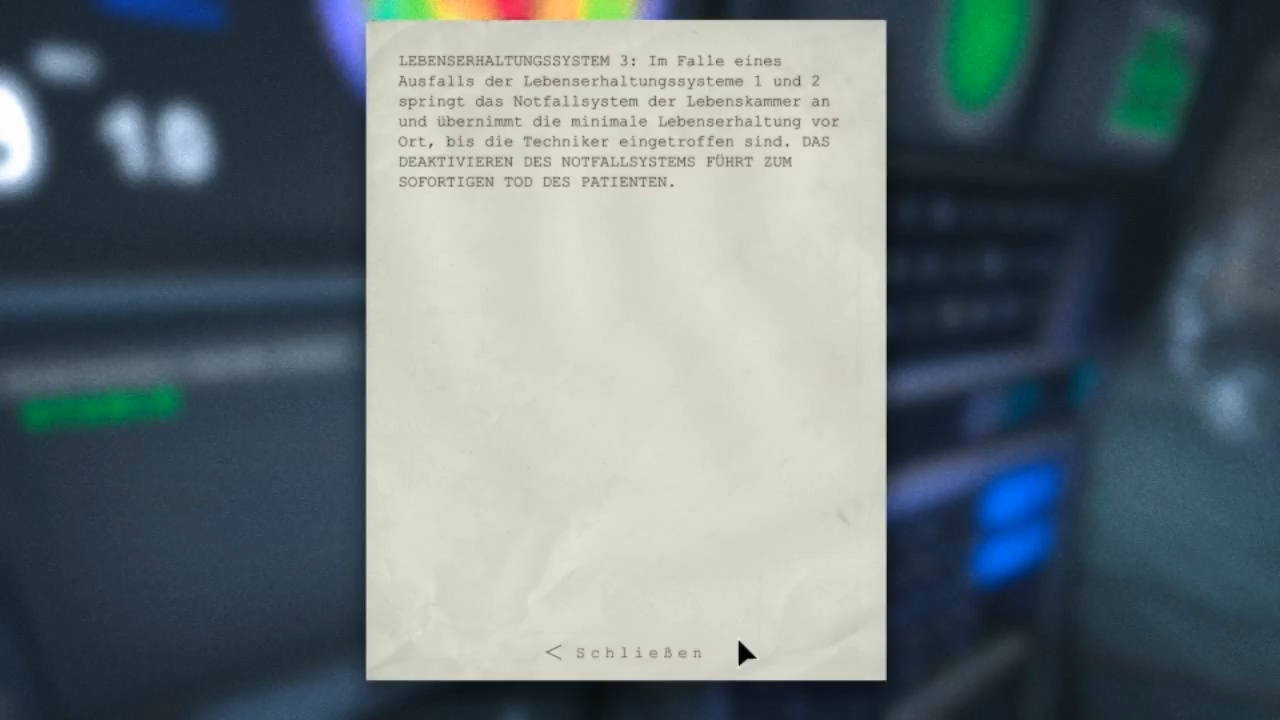 18
LEBENSERHALTUNGSSYSTEM 3: Im Falle eines
Ausfalls der Lebenserhaltungssysteme 1 und 2
springt das Notfallsystem der Lebenskammer an
und übernimmt die minimale Lebenserhaltung vor
Ort, bis die Techniker eingetroffen sind. DAS
DEAKTIVIEREN DES NOTFALLSYSTEMS FÜHRT ZUM
SOFORTIGEN TOD DES PATIENTEN.
< Schließen